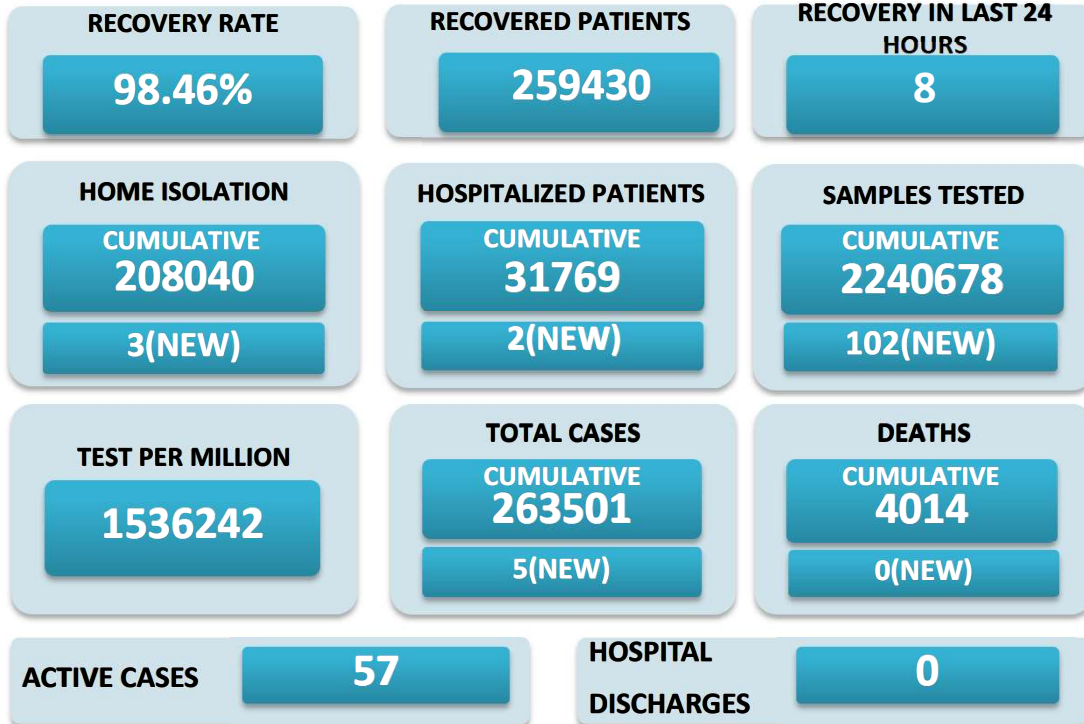 RECOVERY RATE
98.46%
RECOVERED PATIENTS
259430
RECOVERY IN LAST 24
HOURS
8
HOME ISOLATION
CUMULATIVE
208040
3(NEW)
HOSPITALIZED PATIENTS
CUMULATIVE
31769
2(NEW)
SAMPLES TESTED
CUMULATIVE
2240678
102(NEW)
TEST PER MILLION
1536242
TOTAL CASES
CUMULATIVE
263501
5(NEW)
DEATHS
CUMULATIVE
4014
0(NEW)
ACTIVE CASES
57
HOSPITAL
DISCHARGES
0